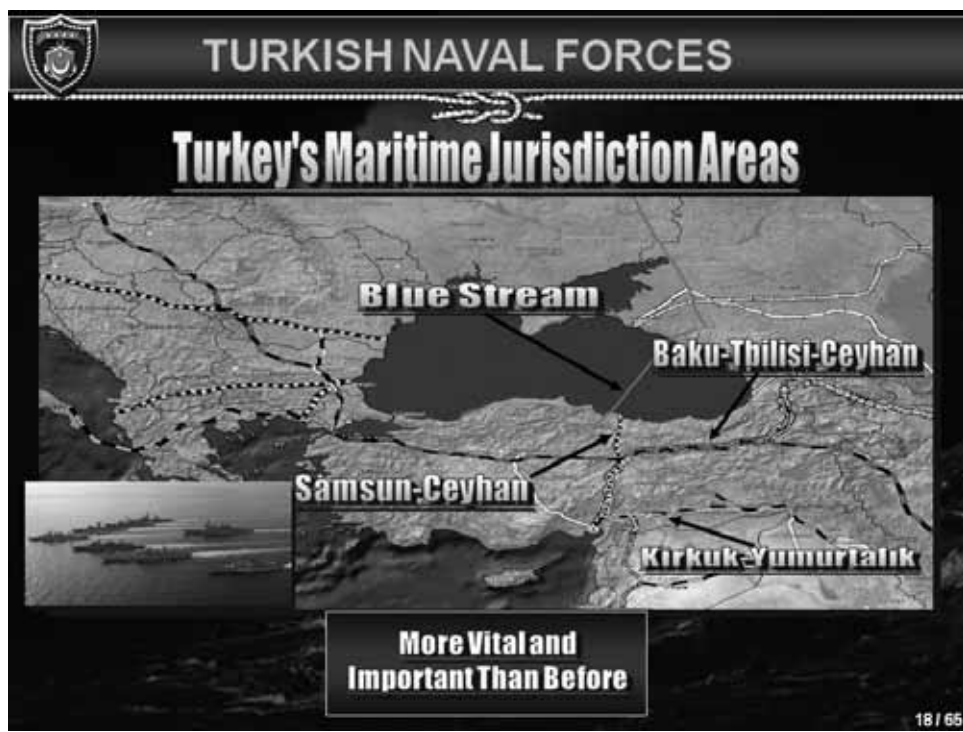 TURKISH NAVAL FORCES
Turkey's Maritime Jurisdiction Areas
Blue Stream
Baku-Tbilisi-Ceyhan
Samsun-Ceyhan
Kirkuk-Yumurtalık
More Vital and
Important Than Before
18 / 65